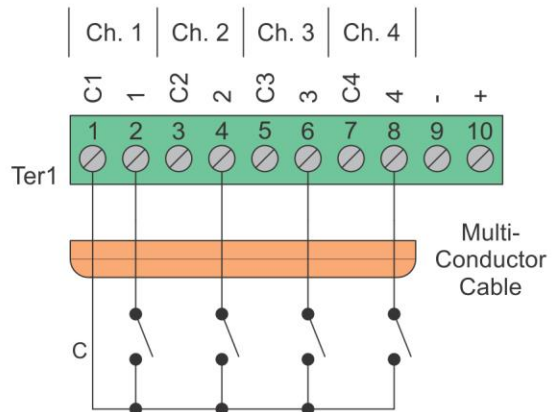 Ch. 1 Ch. 2 Ch. 3 Ch. 4
C1 1 C2 2 C3 3 C4 4 - +
1 2 3 4 5 6 7 8 9 10
Ter1
Multi-
Conductor
Cable
C